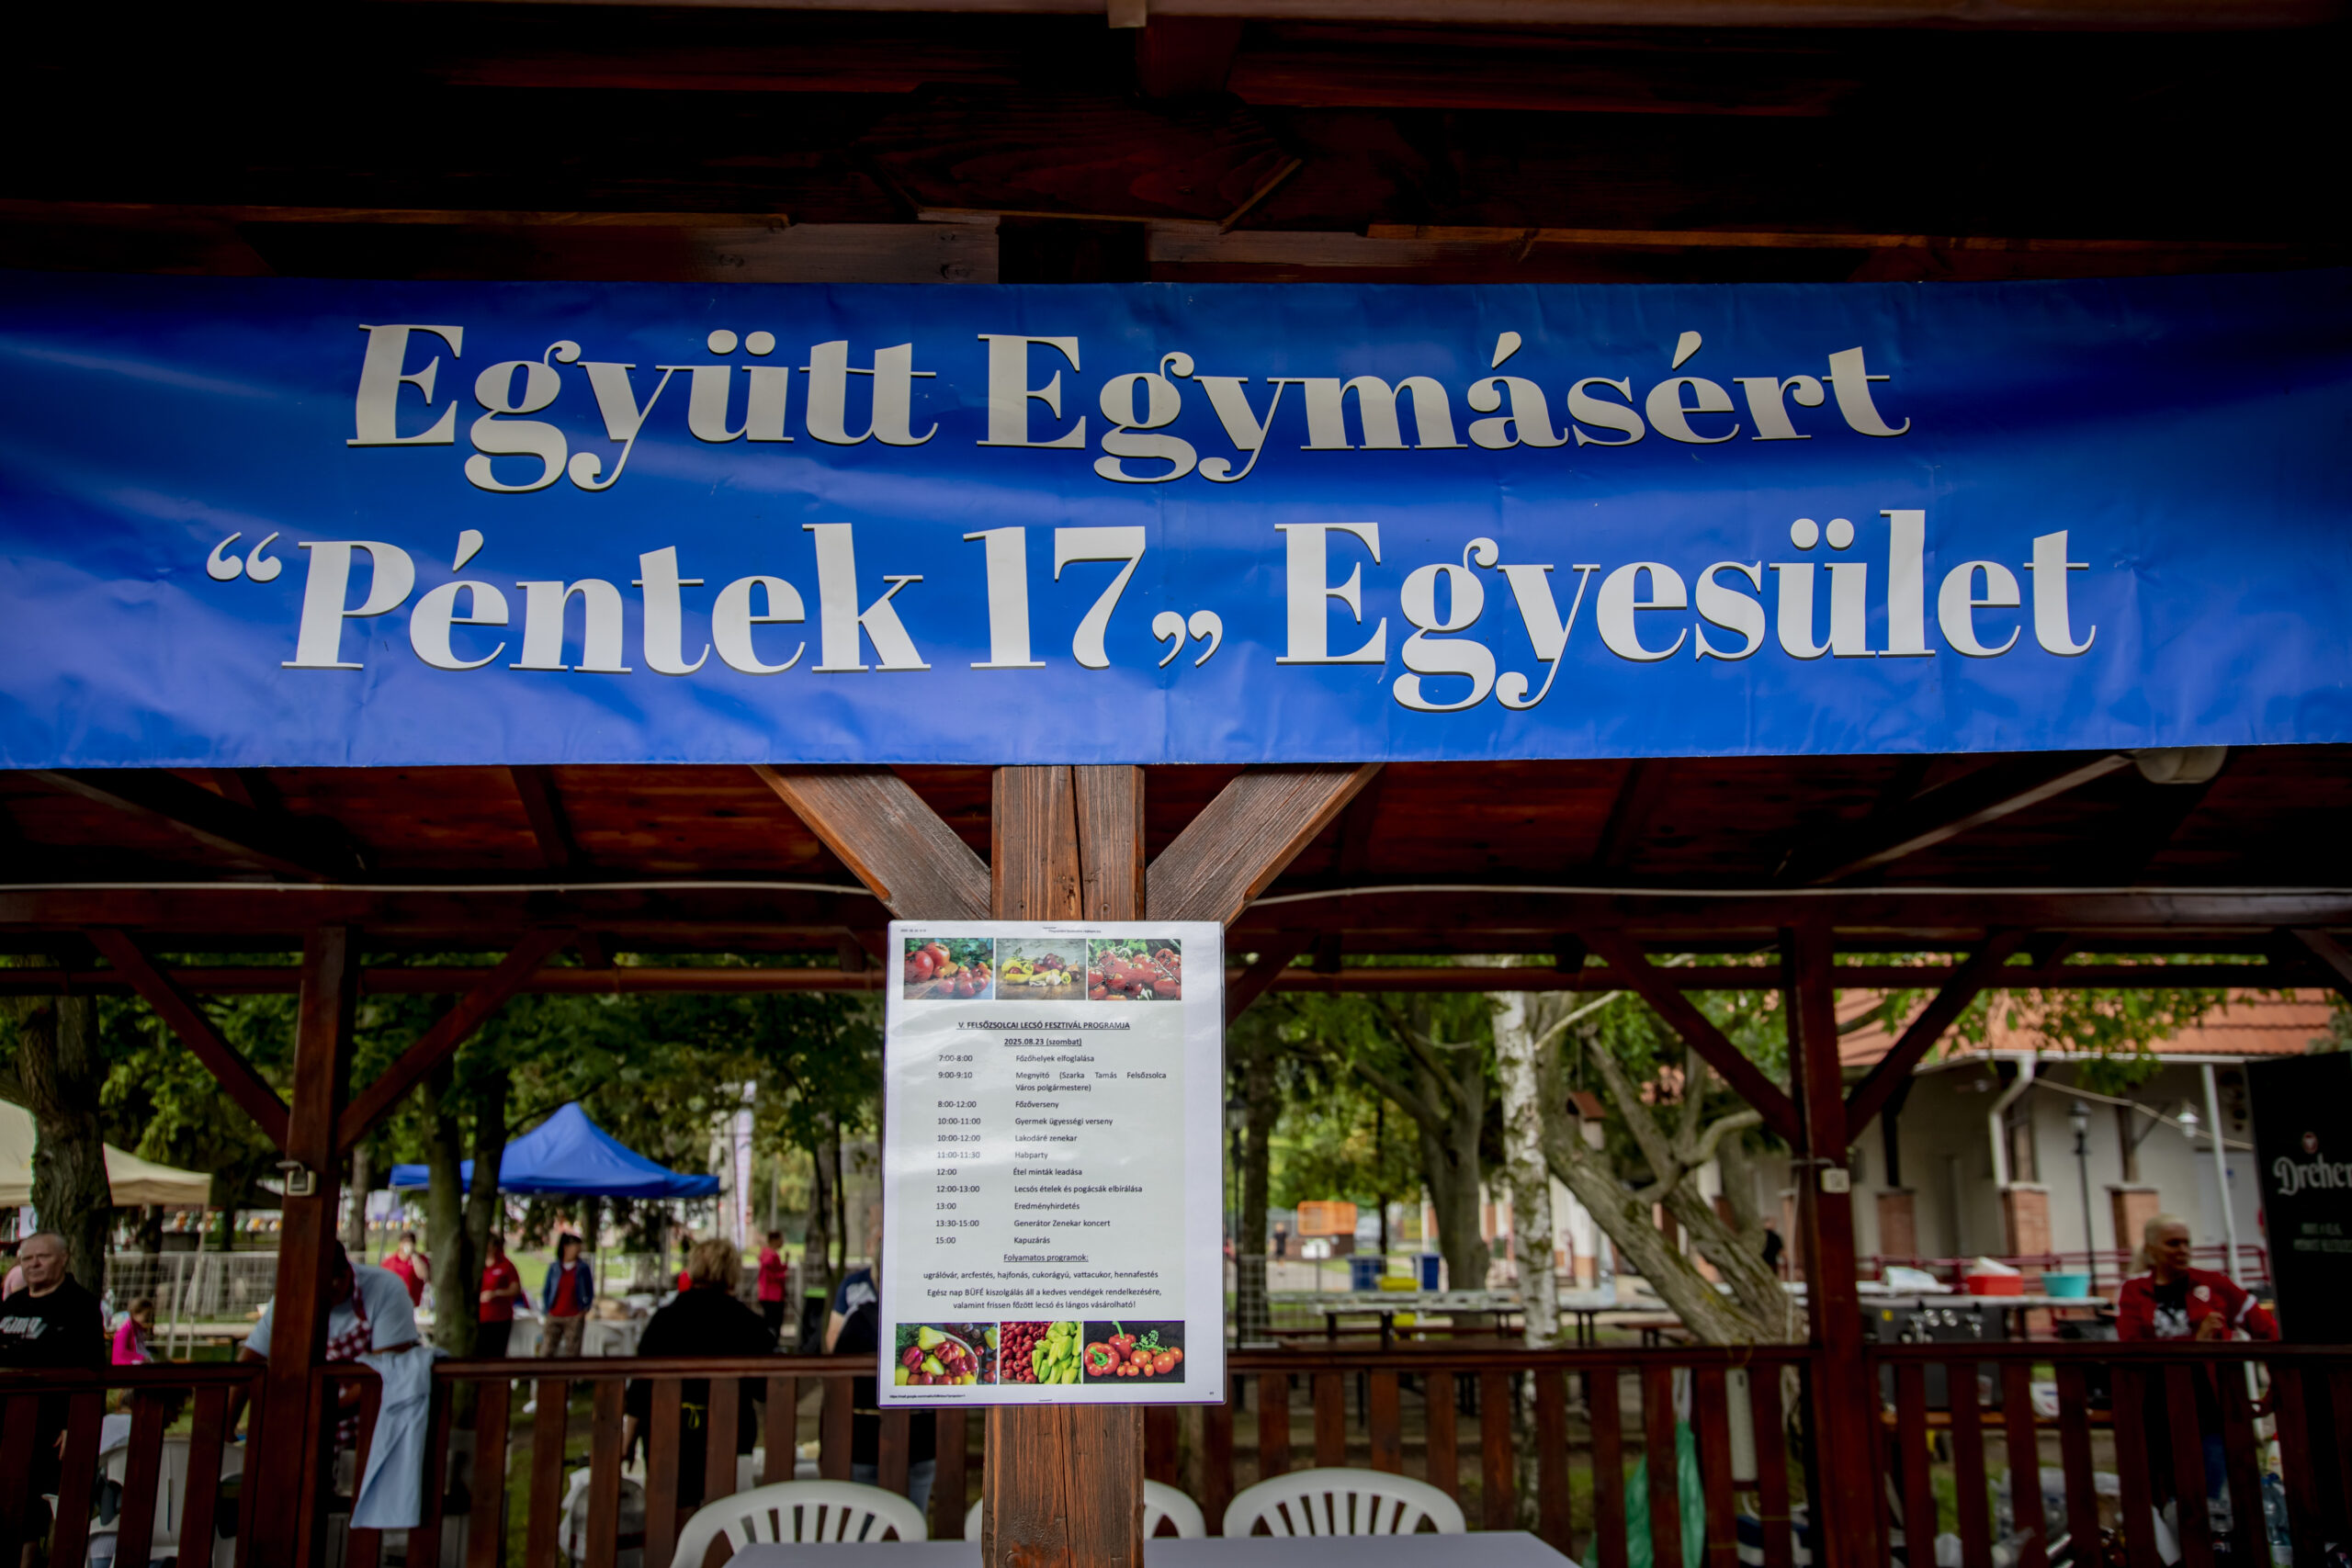 Együtt Egymásért
“Péntek 17„ Egyesület
V. FELSŐZSOLCAI LECSÓ FESZTIVÁL PROGRAMJA
2025.08.23 (szombat)
7:00-8:00 Főzőhelyek elfoglalása
9:00-9:10 Megnyitó (Szarka Tamás Felsőzsolca
Város polgármestere)
8:00-12:00 Főzőverseny
10:00-11:00 Gyermek ügyességi verseny
10:00-12:00 Lakodáré zenekar
11:00-11:30 Habparty
12:00 Étel minták leadása
12:00-13:00 Lecsós ételek és pogácsák elbírálása
13:00 Eredményhirdetés
13:30-15:00 Generátor Zenekar koncert
15:00 Kapuzárás
Folyamatos programok:
ugrálóvár, arcfestés, hajfonás, cukorágyú, vattacukor, hennafestés
Egész nap BÜFÉ kiszolgálás áll a kedves vendégek rendelkezésére,
valamint frissen főzött lecsó és lángos vásárolható!
Dreher